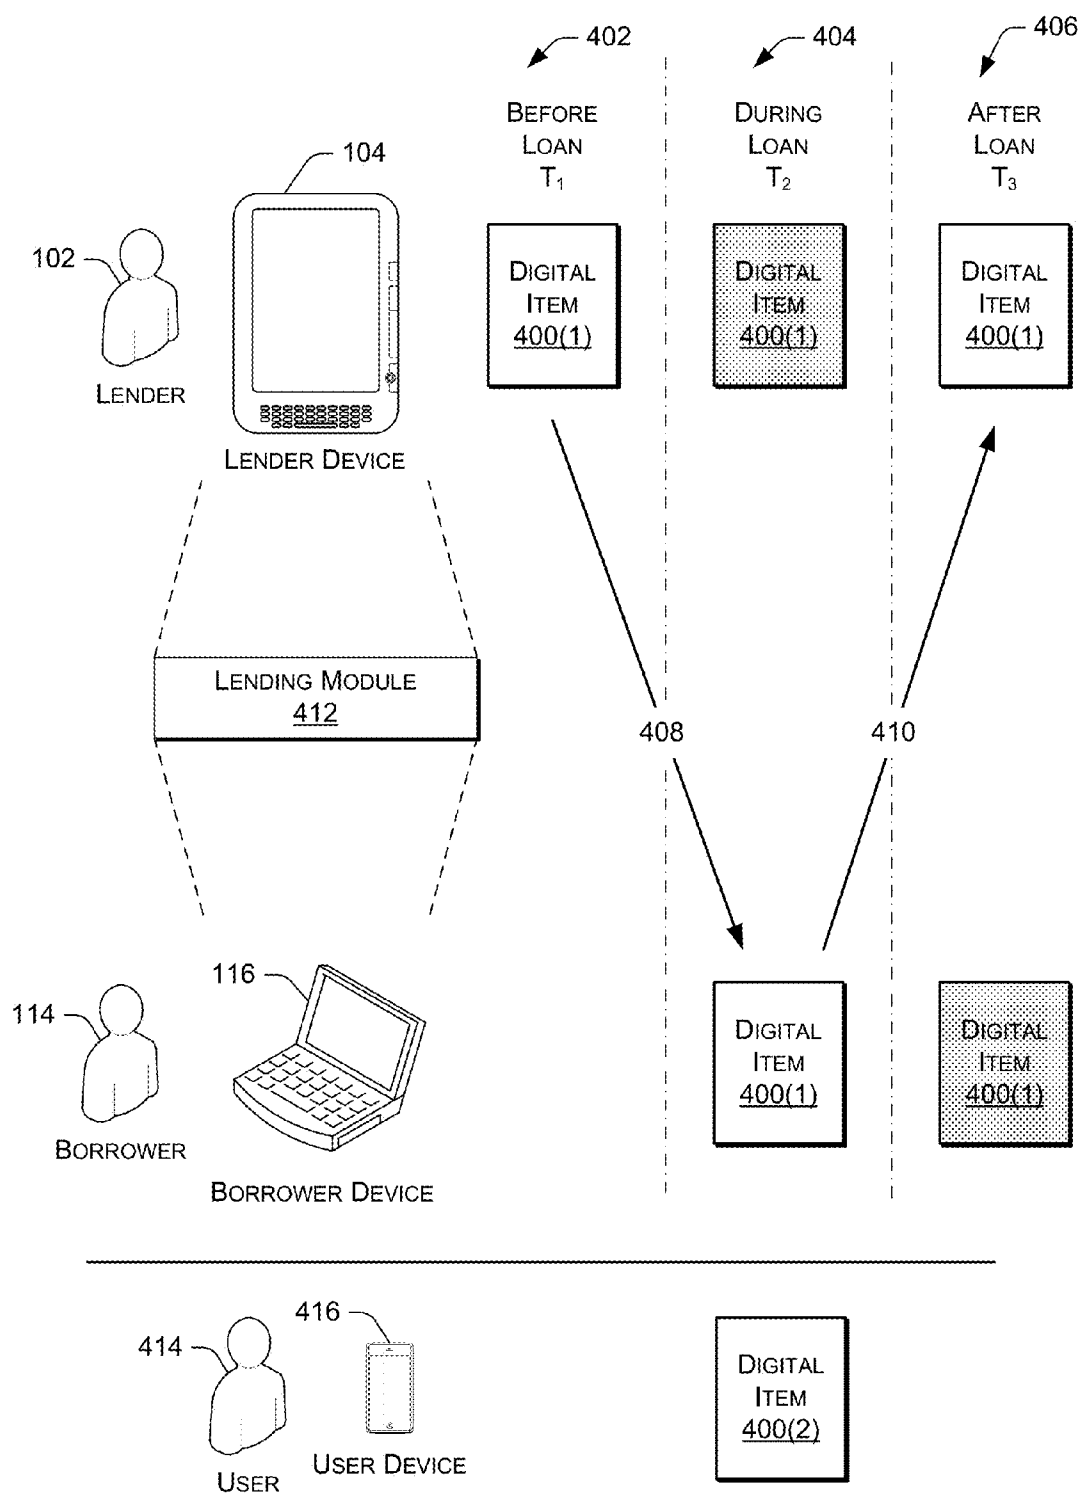 402
404
406
BEFORE
LOAN
T1
DURING
LOAN
T2
AFTER
LOAN
T3
104
102
LENDER
LENDER DEVICE
DIGITAL
ITEM
400(1)
DIGITAL
ITEM
400(1)
DIGITAL
ITEM
400(1)
LENDING MODULE
412
408
410
116
114
BORROWER
BORROWER DEVICE
DIGITAL
ITEM
400(1)
DIGITAL
ITEM
400(1)
416
414
USER
USER DEVICE
DIGITAL
ITEM
400(2)